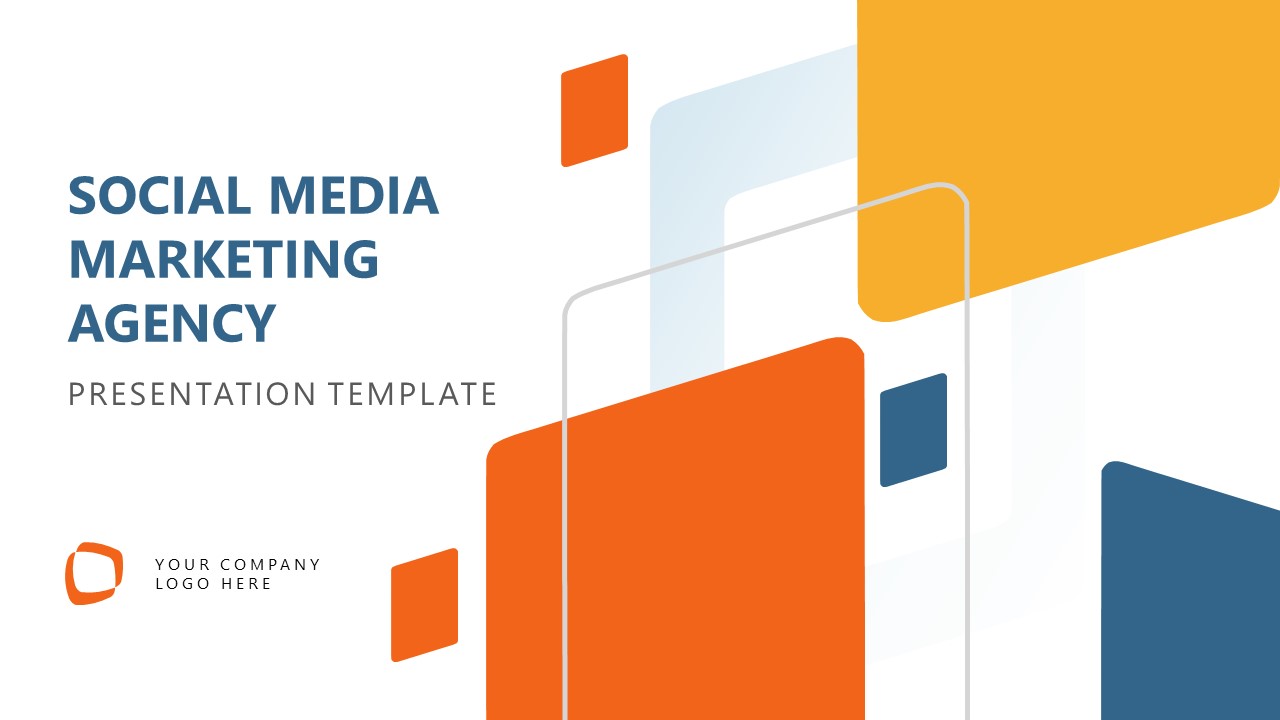 SOCIAL MEDIA
MARKETING
AGENCY
PRESENTATION TEMPLATE
YOUR COMPANY
LOGO HERE